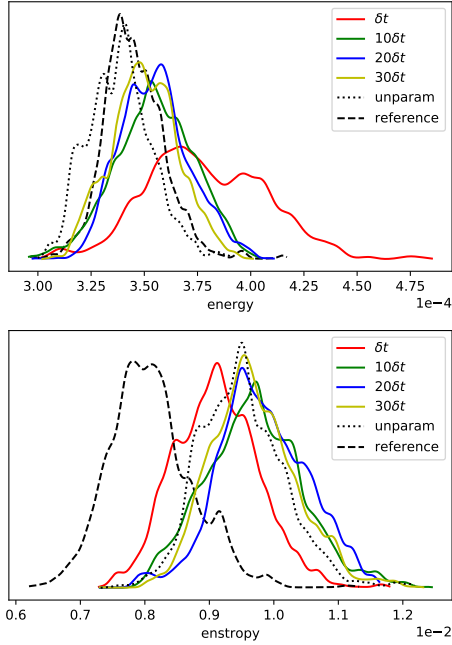 δt
10δt
20δt
30δt
unparam
reference
3.00 3.25 3.50 3.75 4.00 4.25 4.50 4.75
energy
1e−4
δt
10δt
20δt
30δt
unparam
reference
0.6 0.7 0.8 0.9 1.0 1.1 1.2
enstropy
1e−2